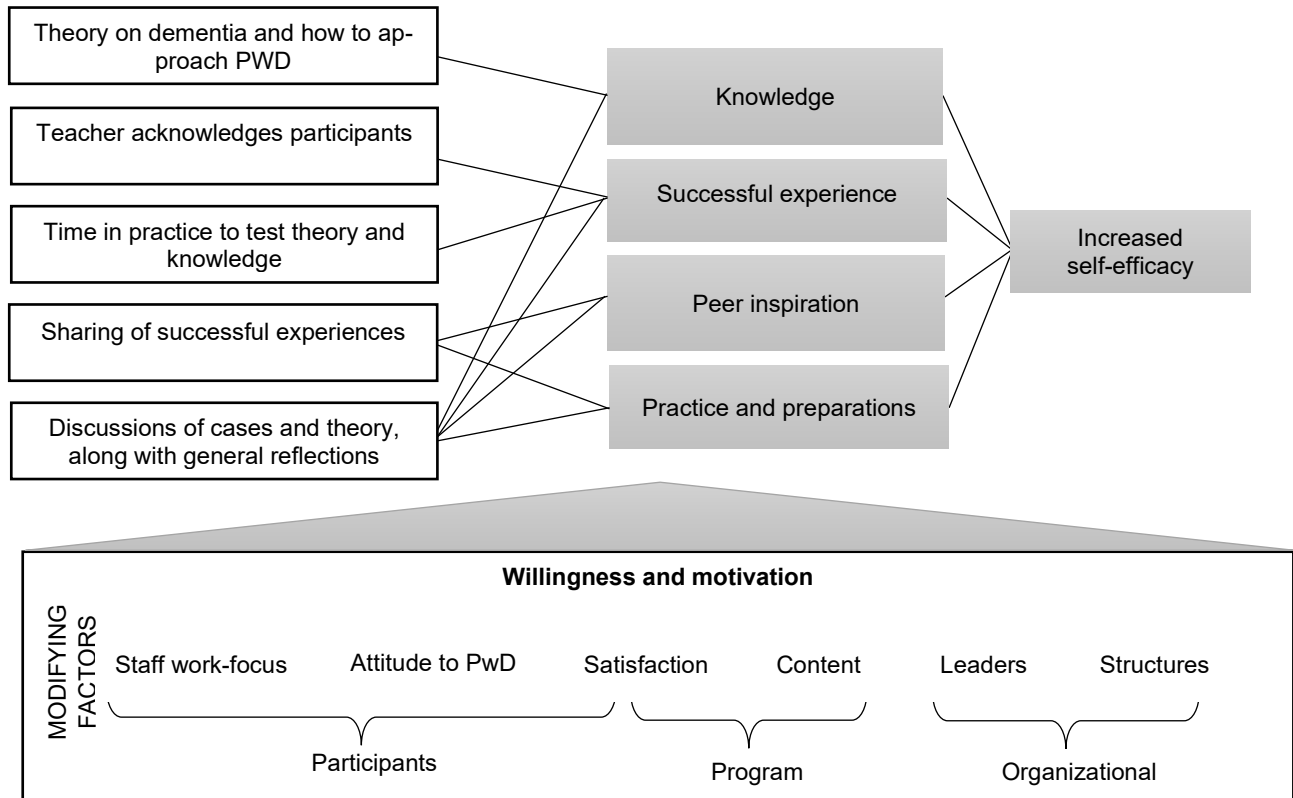 Theory on dementia and how to ap-
proach PWD
Teacher acknowledges participants
Time in practice to test theory and
knowledge
Sharing of successful experiences
Discussions of cases and theory,
along with general reflections
Knowledge
Successful experience
Peer inspiration
Practice and preparations
Increased
self-efficacy
Willingness and motivation
MODIFYING
FACTORS
Staff work-focus
Attitude to PwD
Satisfaction
Content
Leaders
Structures
Participants
Program
Organizational